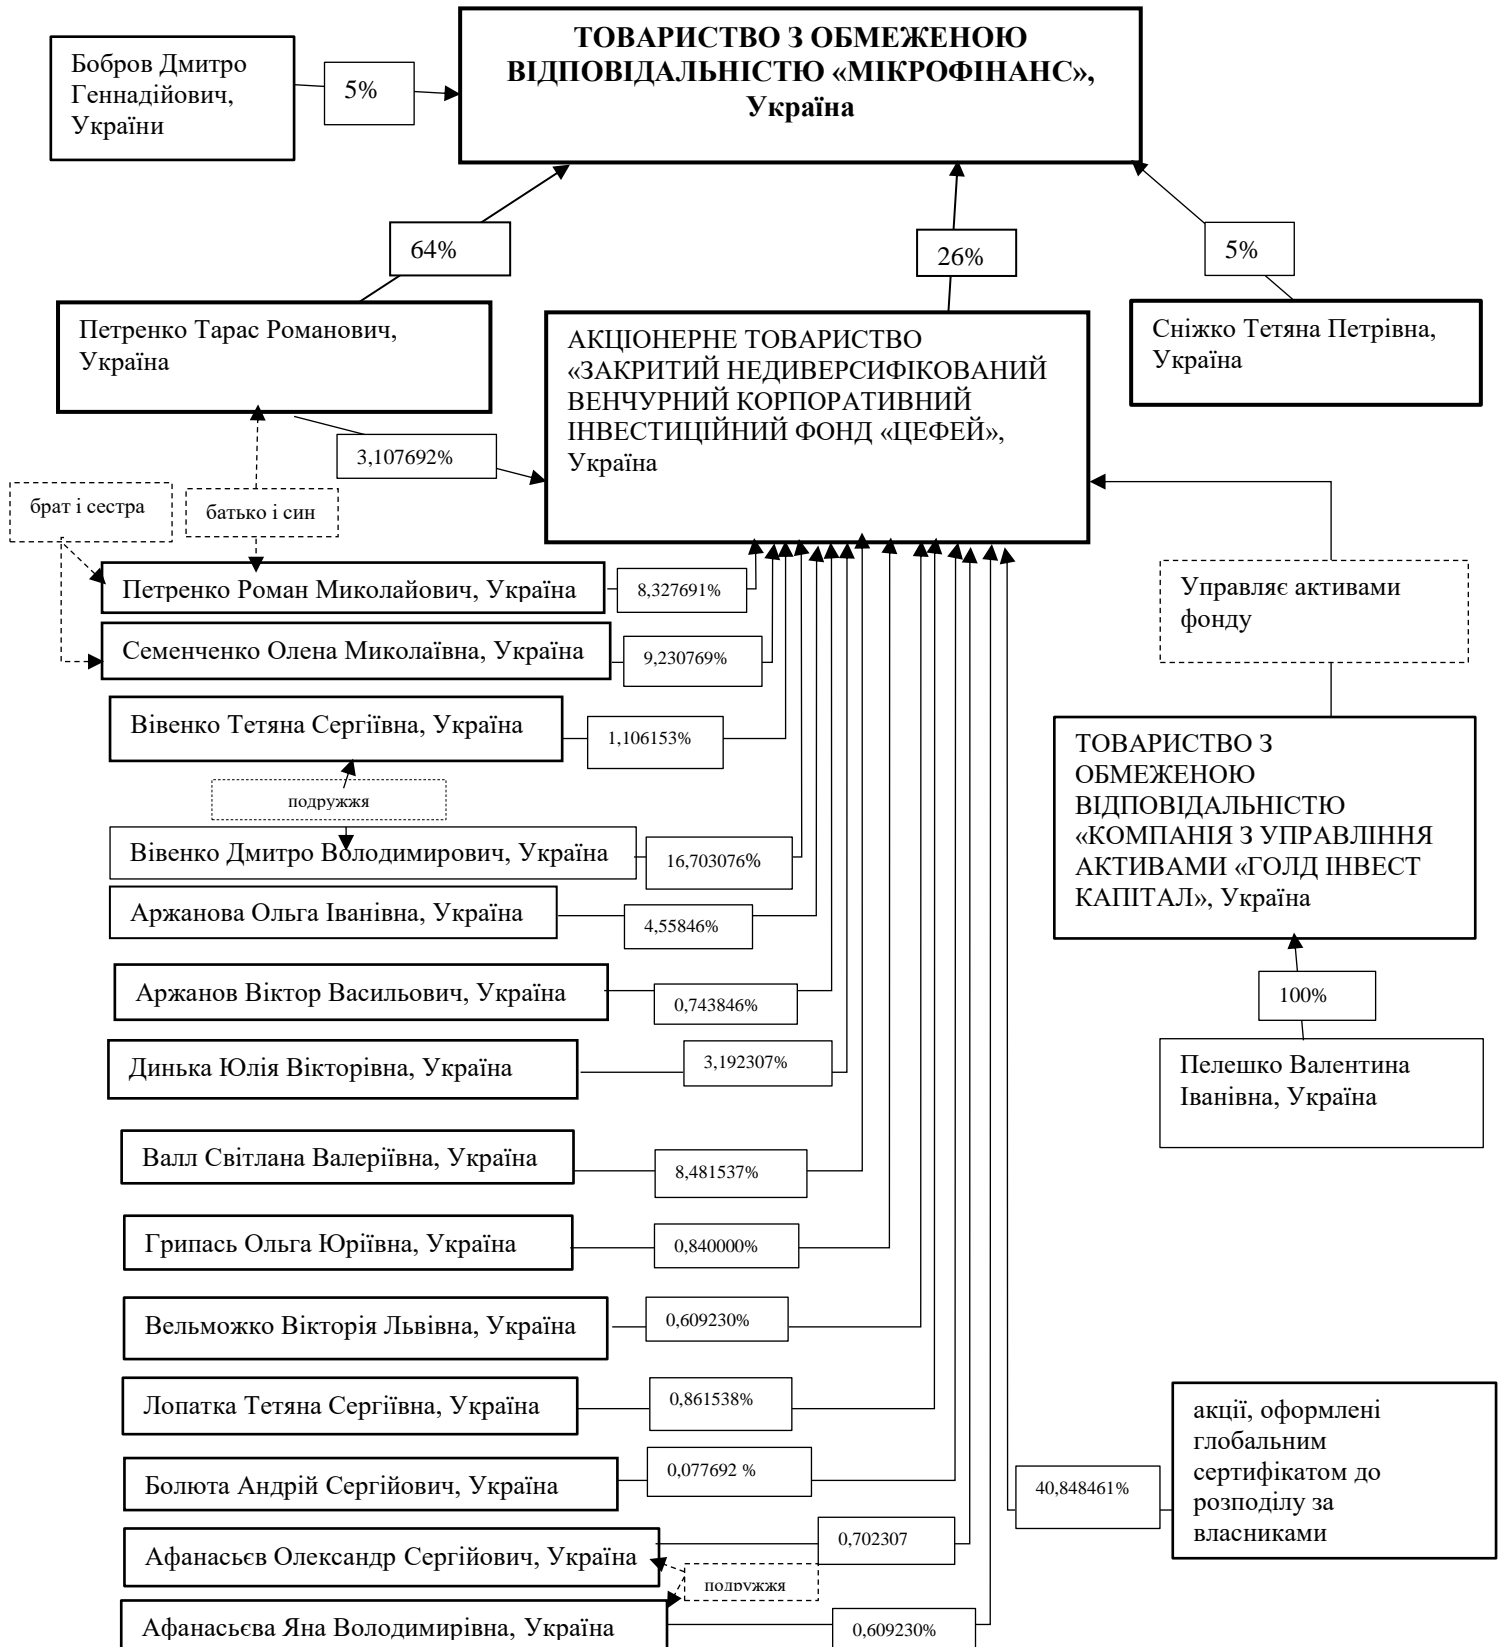 ТОВАРИСТВО З ОБМЕЖЕНОЮ
ВІДПОВІДАЛЬНІСТЮ «МІКРОФІНАНС»,
Україна
Бобров Дмитро
Геннадійович,
України
5%
64%
26%
5%
Петренко Тарас Романович,
Україна
АКЦІОНЕРНЕ ТОВАРИСТВО
«ЗАКРИТИЙ НЕДИВЕРСИФІКОВАНИЙ
ВЕНЧУРНИЙ КОРПОРАТИВНИЙ
ІНВЕСТИЦІЙНИЙ ФОНД «ЦЕФЕЙ»,
Україна
Сніжко Тетяна Петрівна,
Україна
3,107692%
брат і сестра
батько і син
Петренко Роман Миколайович, Україна
8,327691%
Семенченко Олена Миколаївна, Україна
9,230769%
Вівенко Тетяна Сергіївна, Україна
1,106153%
подружжя
Вівенко Дмитро Володимирович, Україна
16,703076%
Аржанова Ольга Іванівна, Україна
4,55846%
Аржанов Віктор Васильович, Україна
0,743846%
Динька Юлія Вікторівна, Україна
3,192307%
Валл Світлана Валеріївна, Україна
8,481537%
Грипась Ольга Юріївна, Україна
0,840000%
Вельможко Вікторія Львівна, Україна
0,609230%
Лопатка Тетяна Сергіївна, Україна
0,861538%
Болюта Андрій Сергійович, Україна
0,077692 %
Афанасьєв Олександр Сергійович, Україна
0,702307
подружжя
Афанасьєва Яна Володимирівна, Україна
0,609230%
Управляє активами
фонду
ТОВАРИСТВО З
ОБМЕЖЕНОЮ
ВІДПОВІДАЛЬНІСТЮ
«КОМПАНІЯ З УПРАВЛІННЯ
АКТИВАМИ «ГОЛД ІНВЕСТ
КАПІТАЛ», Україна
100%
Пелешко Валентина
Іванівна, Україна
40,848461%
акції, оформлені
глобальним
сертифікатом до
розподілу за
власниками